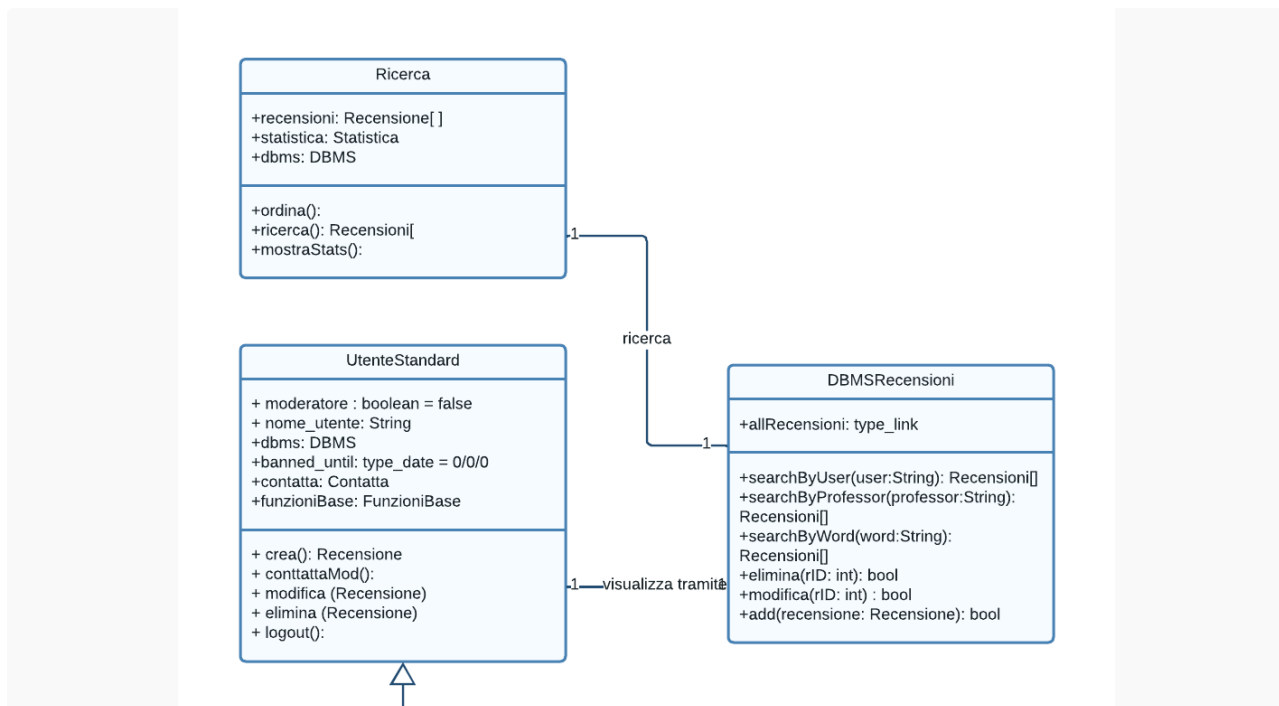 Ricerca
+recensioni: Recensione[ ]
+statistica: Statistica
+dbms: DBMS
+ordina():
+ricerca(): Recensioni[
+mostraStats():
1
ricerca
1
UtenteStandard
+ moderatore : boolean = false
+ nome_utente: String
+dbms: DBMS
+banned_until: type_date = 0/0/0
+contatta: Contatta
+funzioniBase: FunzioniBase
+ crea(): Recensione
+ conttattaMod():
+ modifica (Recensione)
+ elimina (Recensione)
+ logout():
1
visualizza tramite
1
DBMSRecensioni
+allRecensioni: type_link
+searchByUser(user:String): Recensioni[]
+searchByProfessor(professor:String):
Recensioni[]
+searchByWord(word:String):
Recensioni[]
+elimina(rID: int): bool
+modifica(rID: int) : bool
+add(recensione: Recensione): bool